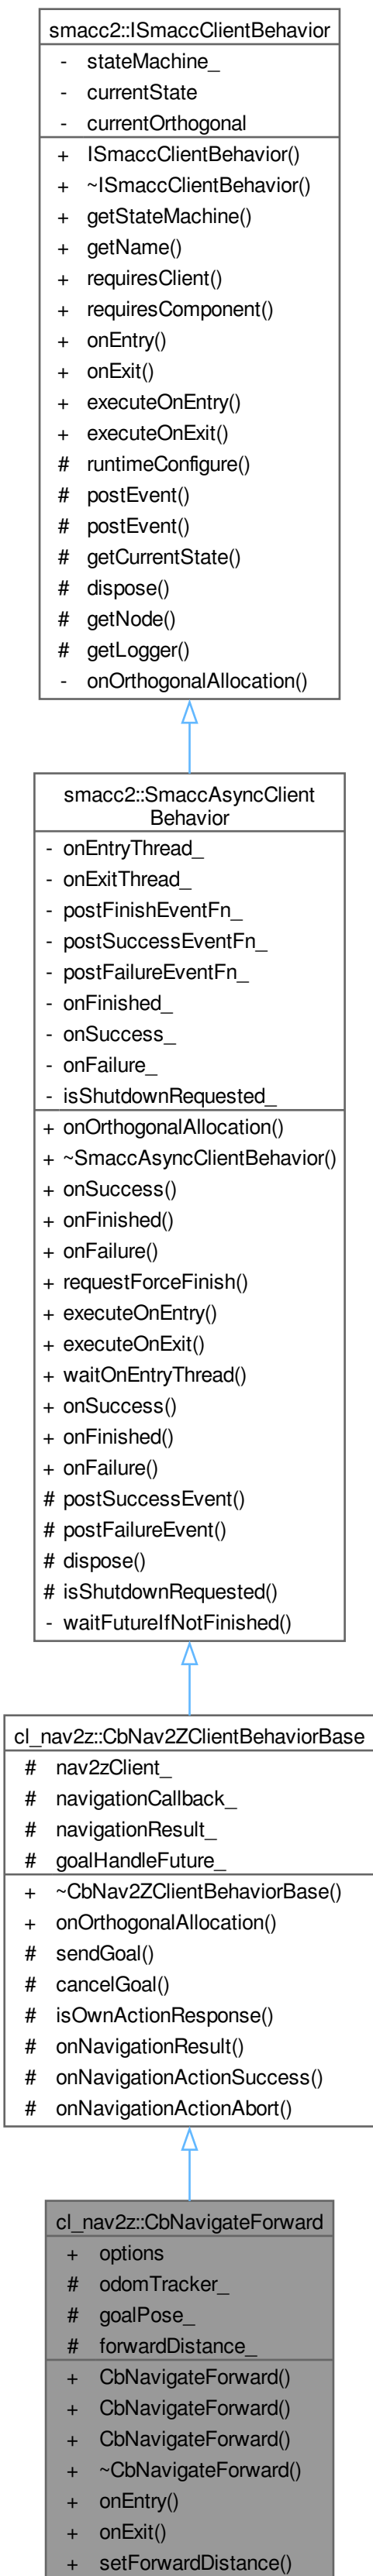 smacc2::ISmaccClientBehavior
- stateMachine_
- currentState
- currentOrthogonal
+ ISmaccClientBehavior()
+ ~ISmaccClientBehavior()
+ getStateMachine()
+ getName()
+ requiresClient()
+ requiresComponent()
+ onEntry()
+ onExit()
+ executeOnEntry()
+ executeOnExit()
# runtimeConfigure()
# postEvent()
# postEvent()
# getCurrentState()
# dispose()
# getNode()
# getLogger()
- onOrthogonalAllocation()
smacc2::SmaccAsyncClient
Behavior
- onEntryThread_
- onExitThread_
- postFinishEventFn_
- postSuccessEventFn_
- postFailureEventFn_
- onFinished_
- onSuccess_
- onFailure_
- isShutdownRequested_
+ onOrthogonalAllocation()
+ ~SmaccAsyncClientBehavior()
+ onSuccess()
+ onFinished()
+ onFailure()
+ requestForceFinish()
+ executeOnEntry()
+ executeOnExit()
+ waitOnEntryThread()
+ onSuccess()
+ onFinished()
+ onFailure()
# postSuccessEvent()
# postFailureEvent()
# dispose()
# isShutdownRequested()
- waitFutureIfNotFinished()
cl_nav2z::CbNav2ZClientBehaviorBase
# nav2zClient_
# navigationCallback_
# navigationResult_
# goalHandleFuture_
+ ~CbNav2ZClientBehaviorBase()
+ onOrthogonalAllocation()
# sendGoal()
# cancelGoal()
# isOwnActionResponse()
# onNavigationResult()
# onNavigationActionSuccess()
# onNavigationActionAbort()
cl_nav2z::CbNavigateForward
+ options
# odomTracker_
# goalPose_
# forwardDistance_
+ CbNavigateForward()
+ CbNavigateForward()
+ CbNavigateForward()
+ ~CbNavigateForward()
+ onEntry()
+ onExit()
+ setForwardDistance()